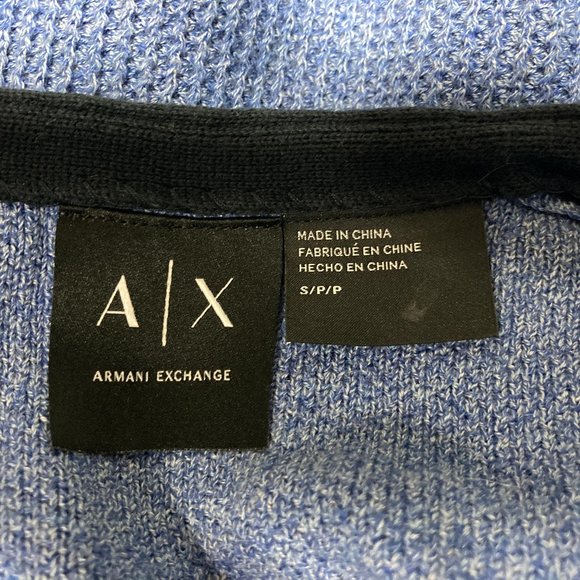 A|X
ARMANI EXCHANGE
MADE IN CHINA
FABRIQUÉ EN CHINE
HECHO EN CHINA
S/P/P